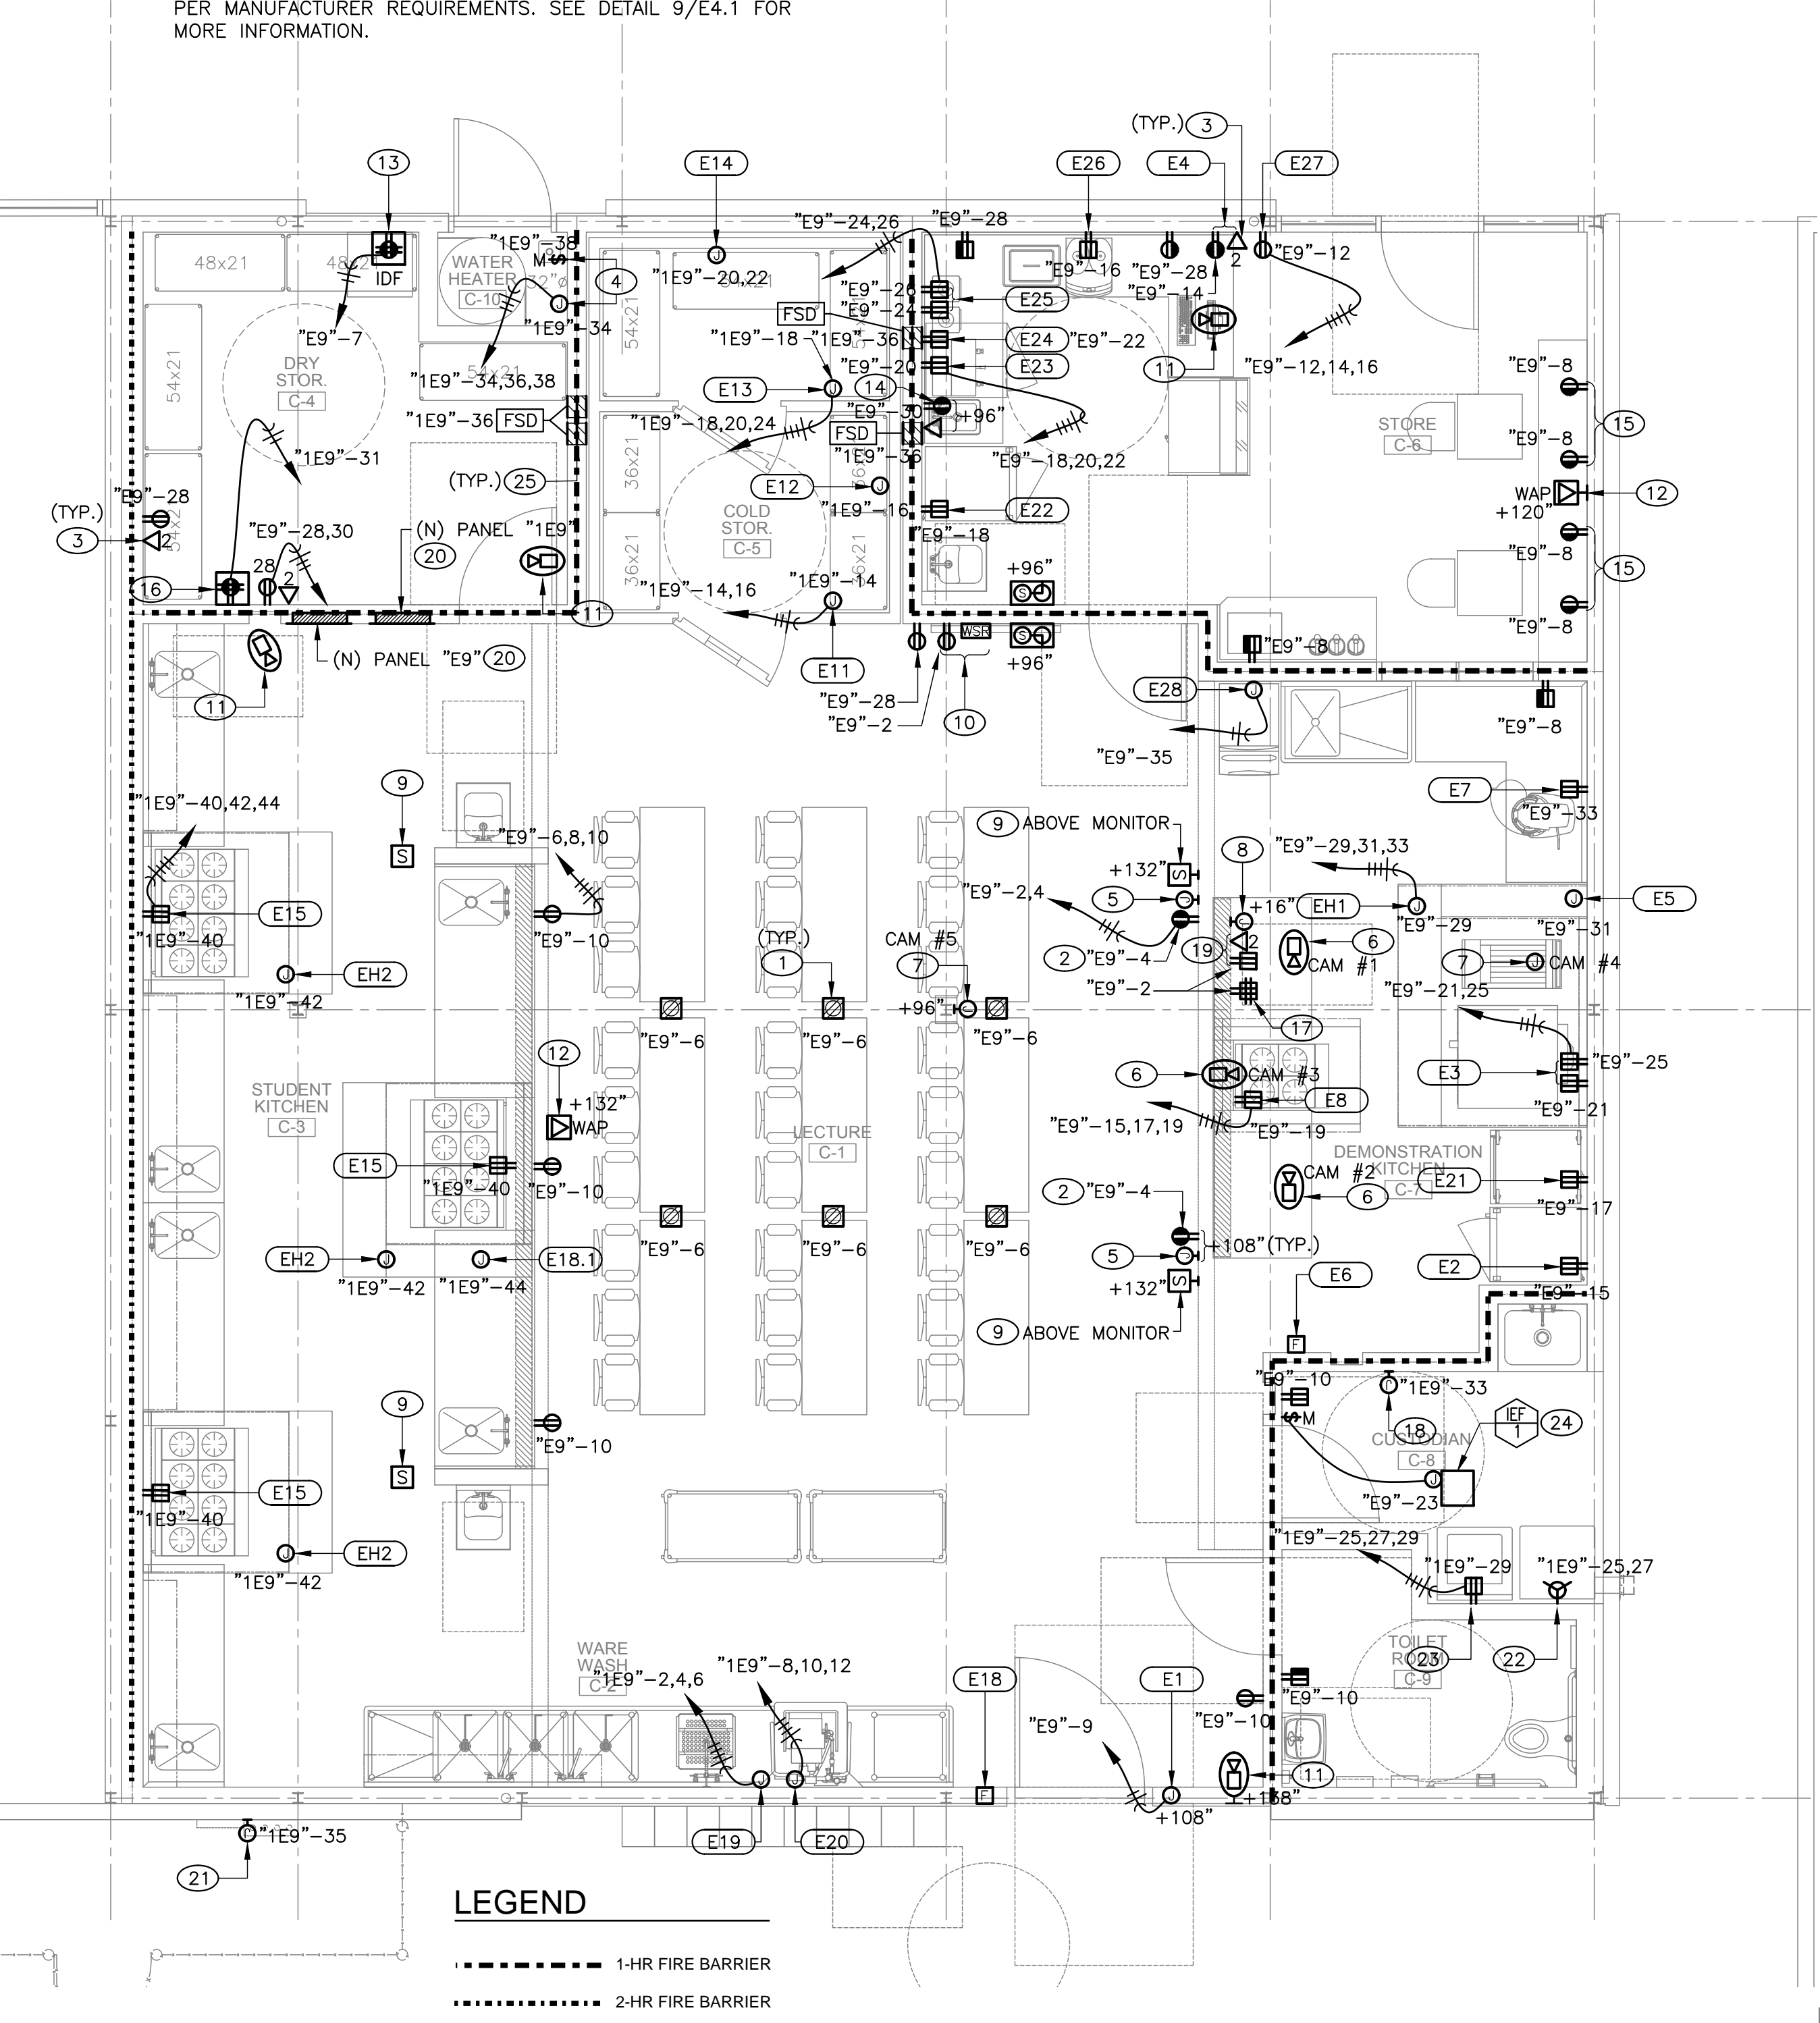 PER MANUFACTURER REQUIREMENTS. SEE DETAIL 9/E4.1 FOR
MORE INFORMATION.
(TYP.) 3
13
E14
E26
E4
E27
"E9"-24,26
"E9"-28
48x21
48x21
IDF
"1E9"-38
M $
WATER
HEATER
C-10
32"ø
4
"1E9"-20,22
54x21
"E9"-16
"E9"-28
2
"E9"-14
"E9"-12
"E9"-26
"E9"-24
E25
FSD
"E9"-7
"1E9"-34
54x21
"1E9"-18
"1E9"-36
E24
"E9"-22
11
"E9"-12,14,16
DRY
STOR.
C-4
54x21
54x21
"1E9"-34,36,38
E13
"E9"-20
E23
14
"E9"-8
"1E9"-36
FSD
"1E9"-18,20,24
"E9"-30
+96"
FSD
"1E9"-36
STORE
C-6
15
"E9"-8
"1E9"-31
36x21
"E9"-18,20,22
(TYP.) 25
E12
"1E9"-16
E22
WAP
+120"
12
(TYP.)
3
"E9"-28
2
54x21
"E9"-28,30
(N) PANEL "1E9"
20
COLD
STOR.
C-5
"E9"-18
"E9"-8
15
16
28
2
36x21
36x21
"1E9"-14,16
"1E9"-14
+96"
S
"E9"-8
11
(N) PANEL "E9" 20
11
WSR
S
+96"
"E9"-8
E11
"E9"-28
"E9"-2
10
E28
"E9"-8
"E9"-35
9
"1E9"-40,42,44
E7
"E9"-33
S
"E9"-6,8,10
9 ABOVE MONITOR
+132" S
8
"E9"-29,31,33
E15
"1E9"-40
"E9"-10
"E9"-2,4
5
+16"
EH1
"E9"-29
E5
"E9"-31
(TYP.)
1
CAM #5
7
2 "E9"-4
19
2
6
CAM #1
7
CAM #4
EH2
"1E9"-42
"E9"-2
"E9"-21,25
+96"
17
"E9"-6
"E9"-6
"E9"-6
12
+132"
WAP
STUDENT
KITCHEN
C-3
6
CAM #3
E8
"E9"-19
E3
"E9"-25
"E9"-21
"E9"-15,17,19
LECTURE
C-1
DEMONSTRATION
KITCHEN
C-7
E15
"1E9"-40
"E9"-10
2 "E9"-4
CAM #2
6
E21
"E9"-17
"E9"-6
"E9"-6
"E9"-6
EH2
"1E9"-42
E18.1
"1E9"-44
5
+108"(TYP.)
+132" S
E2
"E9"-15
E6
9 ABOVE MONITOR
F
9
"E9"-10
$M
"1E9"-33
18
IEF
1
24
"E9"-10
S
CUSTODIAN
C-8
E15
"1E9"-40
"E9"-23
EH2
"1E9"-42
"1E9"-25,27,29
"1E9"-29
"1E9"-25,27
WARE
WASH
C-2
"1E9"-2,4,6
"1E9"-8,10,12
E18
E1
TOILET
ROOM
C-9
23
22
"E9"-9
"E9"-10
"E9"-10
F
11
+108"
"1E9"-35
E19
E20
21
LEGEND
1-HR FIRE BARRIER
2-HR FIRE BARRIER